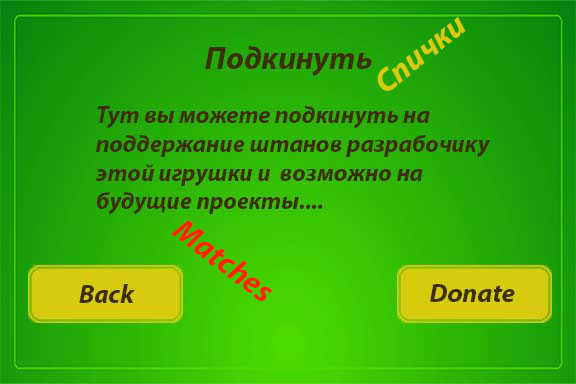 Подкинуть
Спички
Тут вы можете подкинуть на
поддержание штанов разрабочику
этой игрушки и возможно на
будущие проекты....
Matches
Back
Donate